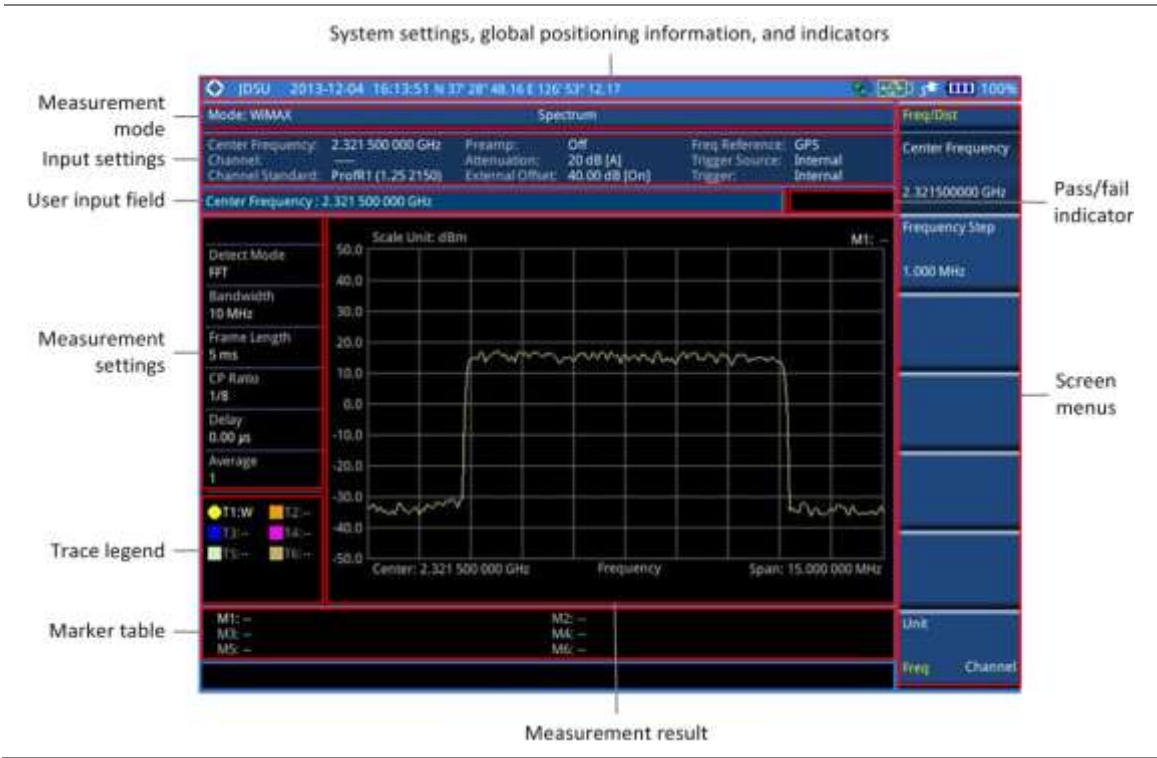 System settings, global positioning information, and indicators
JDSU 2013-12-04 16:13:51 N 37° 28" 48.16 E 126° 53" 12.17 100%
Measurement mode
Mode: WiMAX Spectrum
Freq/Dist
Input settings
Center Frequency: 2.321 500 000 GHz Preamp: Off Freq Reference: GPS
Channel: ---- Attenuation: 20 dB [A] Trigger Source: Internal
Channel Standard: ProfR1 (1.25 2150) External Offset: 40.00 dB [On] Trigger: Internal
Center Frequency
2.321500000 GHz
User input field
Center Frequency : 2.321 500 000 GHz
Pass/fail indicator
Frequency Step
1.000 MHz
Measurement settings
Detect Mode
FFT
Bandwidth
10 MHz
Frame Length
5 ms
CP Ratio
1/8
Delay
0.00 µs
Average
1
Scale Unit: dBm M1: --
50.0
40.0
30.0
20.0
10.0
0.0
-10.0
-20.0
-30.0
-40.0
-50.0
Center: 2.321 500 000 GHz Frequency Span: 15.000 000 MHz
Screen menus
Trace legend
T1:W T2:--
T3:-- T4:--
T5:-- T6:--
Marker table
M1: -- M2: --
M3: -- M4: --
M5: -- M6: --
Unit
Freq Channel
Measurement result